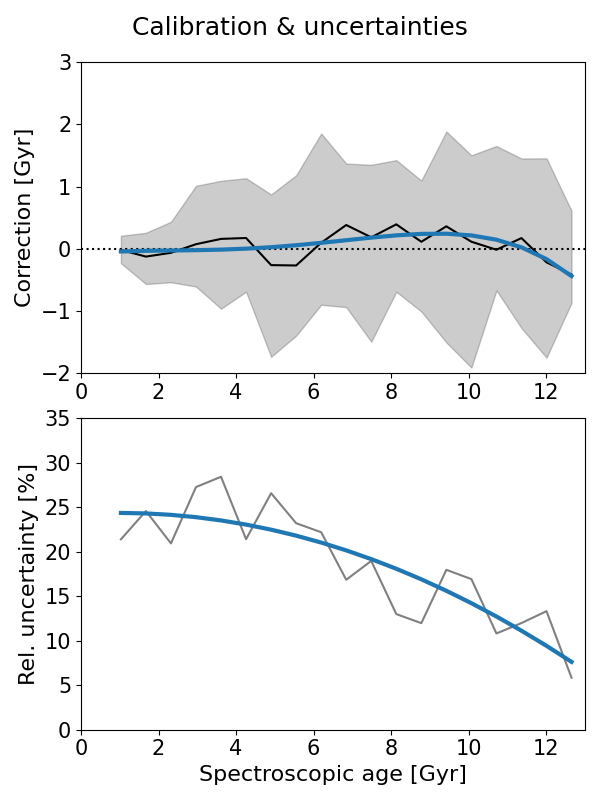 Calibration & uncertainties
3
2
1
0
−1
−2
Correction [Gyr]
0 2 4 6 8 10 12
35
30
25
20
15
10
5
0
Rel. uncertainty [%]
0 2 4 6 8 10 12
Spectroscopic age [Gyr]